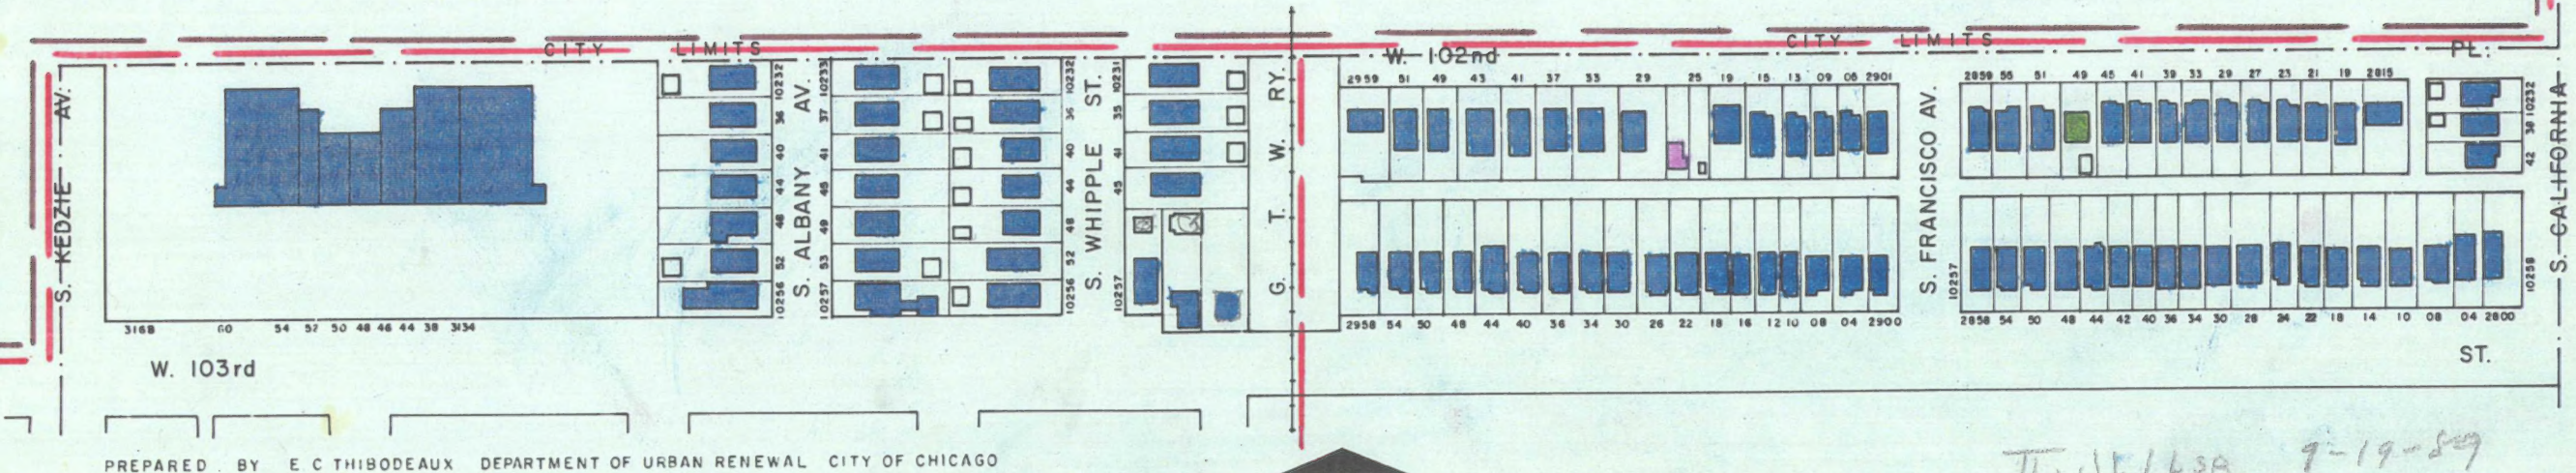 CITY LIMITS
CITY LIMITS
W. 102nd PL.
S. KEDZIE AV.
S. ALBANY AV.
S. WHIPPLE ST.
G. T. W. RY.
S. FRANCISCO AV.
S. CALIFORNIA
10232 36 40 44 48 52 10256
10233 37 41 45 49 53 10257
10232 36 40 44 48 52 10256
10231 35 41 45 10257
2959 51 49 43 41 37 33 29 25 19 15 13 09 05 2901
2859 55 51 49 45 41 39 33 29 27 23 21 19 2815
10232 38 42
10257
10258
3168 60 54 52 50 48 46 44 38 3134
2958 54 50 48 44 40 36 34 30 26 22 18 16 12 10 08 04 2900
2858 54 50 48 44 42 40 36 34 30 28 24 22 18 14 10 08 04 2800
W. 103rd ST.
PREPARED BY E C THIBODEAUX DEPARTMENT OF URBAN RENEWAL CITY OF CHICAGO
9-19-89